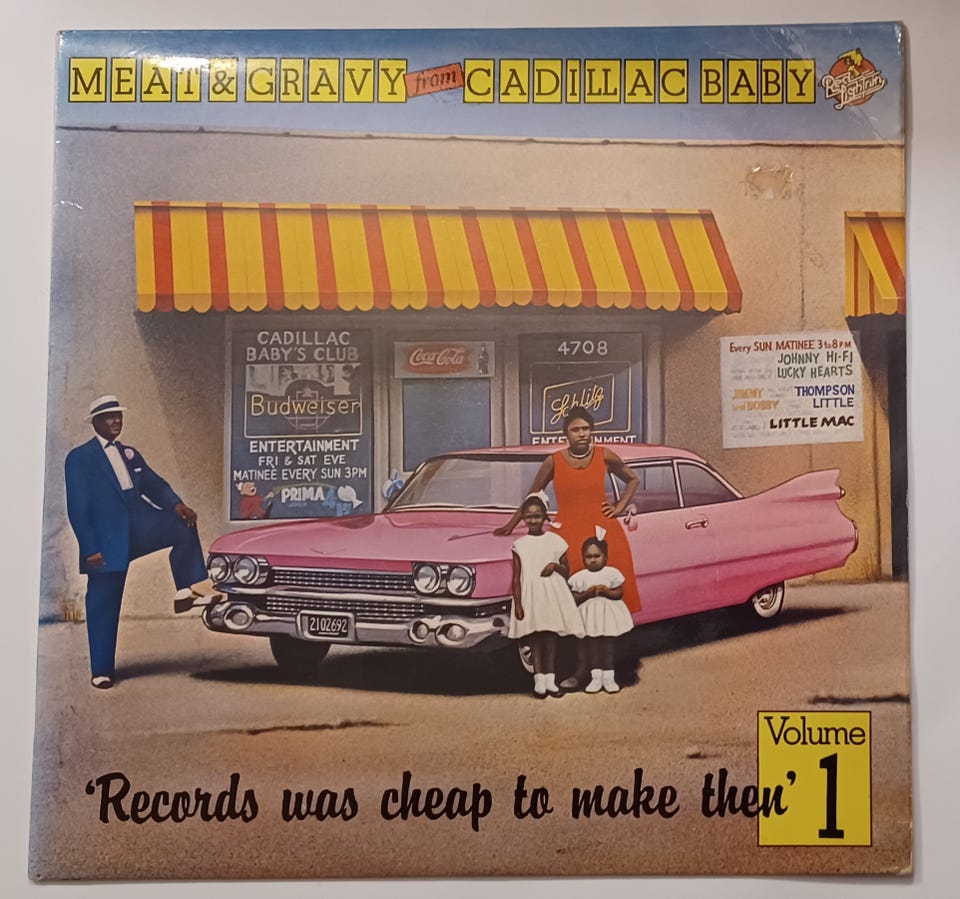 MEAT & GRAVY from CADILLAC BABY
Red Lightnin
CADILLAC
BABY'S CLUB
Budweiser
ENTERTAINMENT
FRI & SAT EVE
MATINEE EVERY SUN 3PM
PRIMA
Coca-Cola
4708
Schlitz
ENTERTAINMENT
Every SUN MATINEE 3 to 8 PM
JOHNNY HI-FI
LUCKY HEARTS
JIMMY THOMPSON
and BOBBY LITTLE
LITTLE MAC
2102692
Volume
1
'Records was cheap to make then'